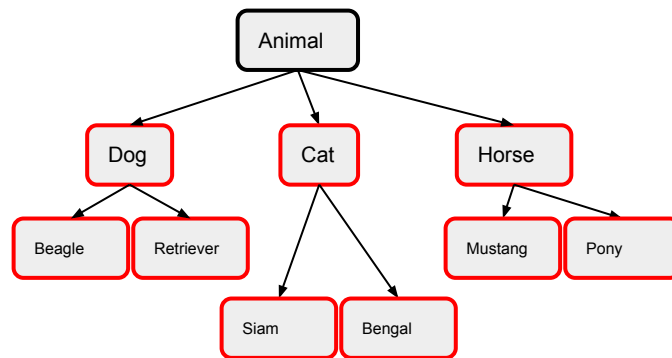 Animal
Dog
Cat
Horse
Beagle
Retriever
Mustang
Pony
Siam
Bengal